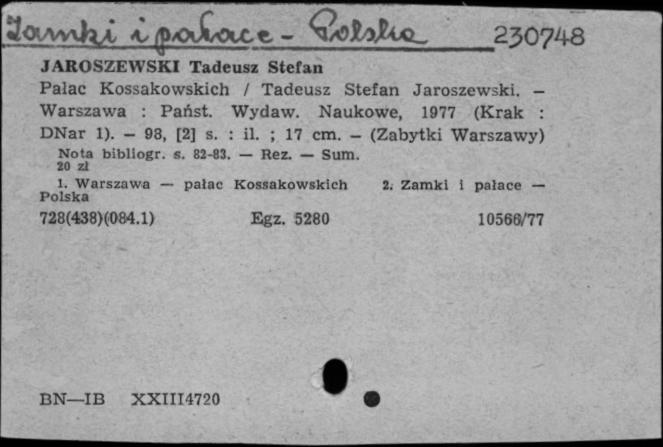 Zamki i pałace - Polska 230748
JAROSZEWSKI Tadeusz Stefan
Pałac Kossakowskich / Tadeusz Stefan Jaroszewski. —
Warszawa : Państ. Wydaw. Naukowe, 1977 (Krak :
DNar 1). — 98, [2] s. : il. ; 17 cm. — (Zabytki Warszawy)
Nota bibliogr. s. 82-83. — Rez. — Sum.
20 zł
1. Warszawa — pałac Kossakowskich 2. Zamki i pałace —
Polska
728(438)(084.1) Egz. 5280 10566/77
BN—IB XXIII4720